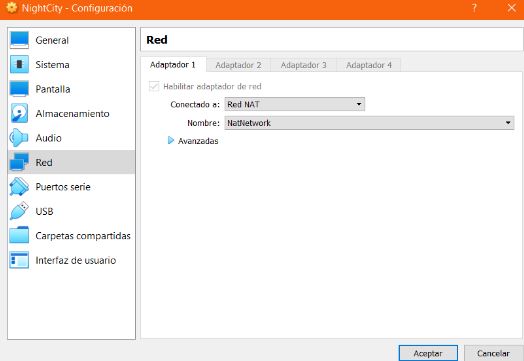 NightCity - Configuración
?
General
Sistema
Pantalla
Almacenamiento
Audio
Red
Puertos serie
USB
Carpetas compartidas
Interfaz de usuario
Red
Adaptador 1 Adaptador 2 Adaptador 3 Adaptador 4
Habilitar adaptador de red
Conectado a: Red NAT
Nombre: NatNetwork
Avanzadas
Aceptar Cancelar